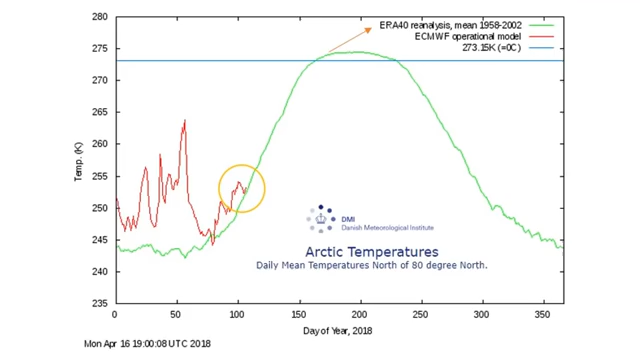 ERA40 reanalysis, mean 1958-2002
ECMWF operational model
273.15K (=0C)
280
275
270
265
260
255
250
245
240
235
Temp. (K)
DMI
Danish Meteorological Institute
Arctic Temperatures
Daily Mean Temperatures North of 80 degree North.
0 50 100 150 200 250 300 350
Day of Year, 2018
Mon Apr 16 19:00:08 UTC 2018